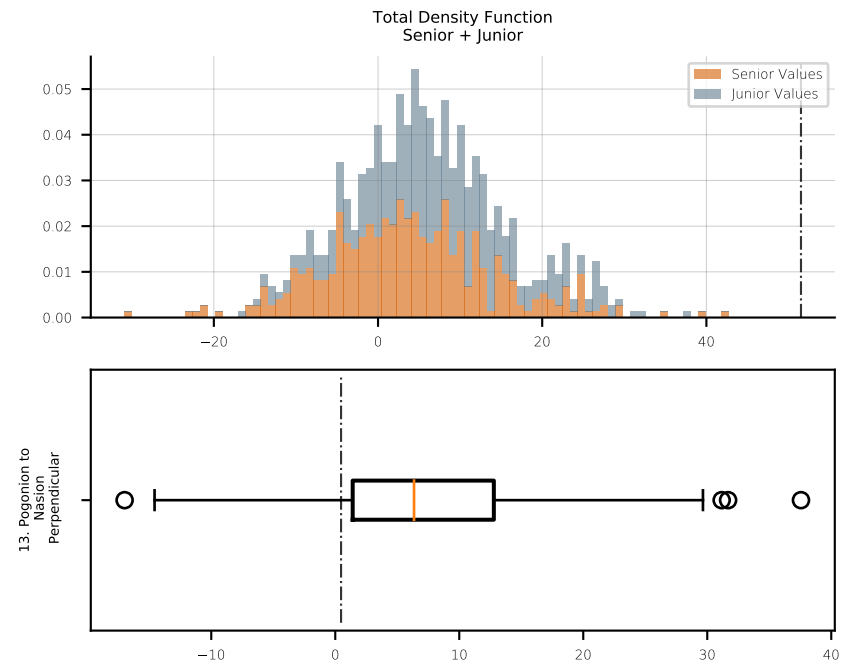 Total Density Function
Senior + Junior
Senior Values
Junior Values
0.05
0.04
0.03
0.02
0.01
0.00
−20
0
20
40
13. Pogonion to
Nasion
Perpendicular
−10
0
10
20
30
40